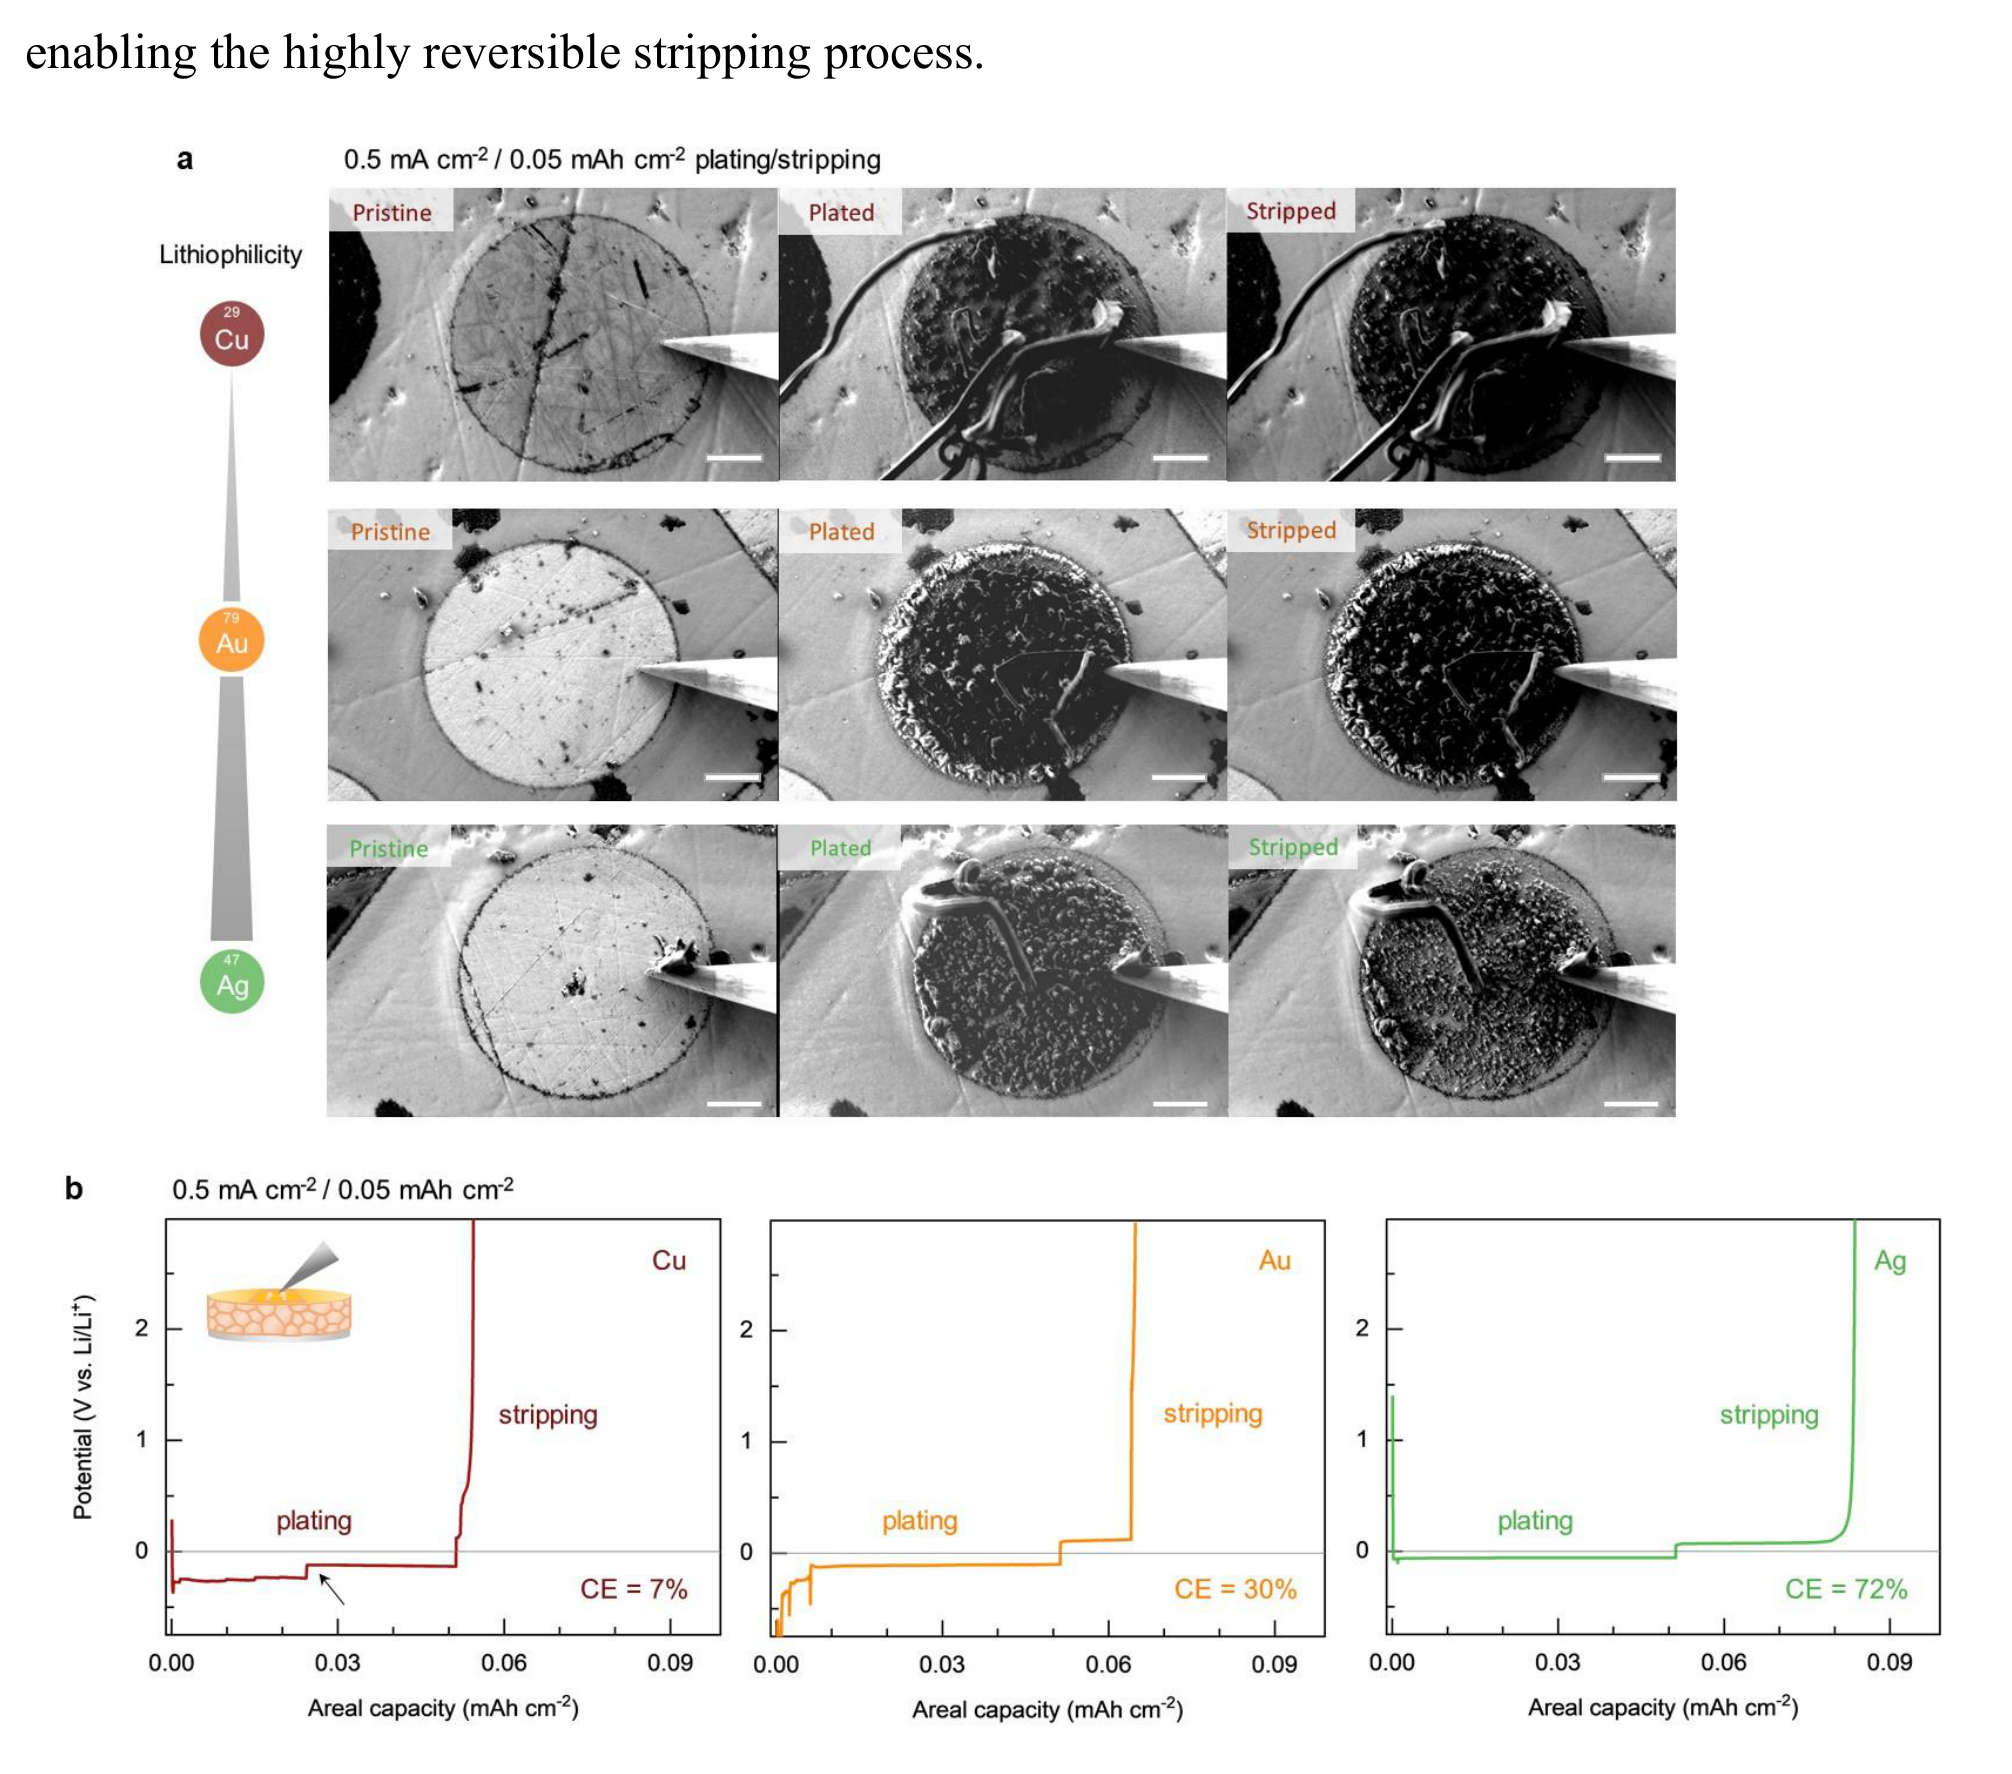 enabling the highly reversible stripping process.
a
0.5 mA cm⁻² / 0.05 mAh cm⁻² plating/stripping
Lithiophilicity
Pristine
Plated
Stripped
29
Cu
Pristine
Plated
Stripped
79
Au
Pristine
Plated
Stripped
47
Ag
b
0.5 mA cm⁻² / 0.05 mAh cm⁻²
Potential (V vs. Li/Li⁺)
2
1
0
Cu
stripping
plating
CE = 7%
0.00 0.03 0.06 0.09
Areal capacity (mAh cm⁻²)
2
1
0
Au
stripping
plating
CE = 30%
0.00 0.03 0.06 0.09
Areal capacity (mAh cm⁻²)
2
1
0
Ag
stripping
plating
CE = 72%
0.00 0.03 0.06 0.09
Areal capacity (mAh cm⁻²)